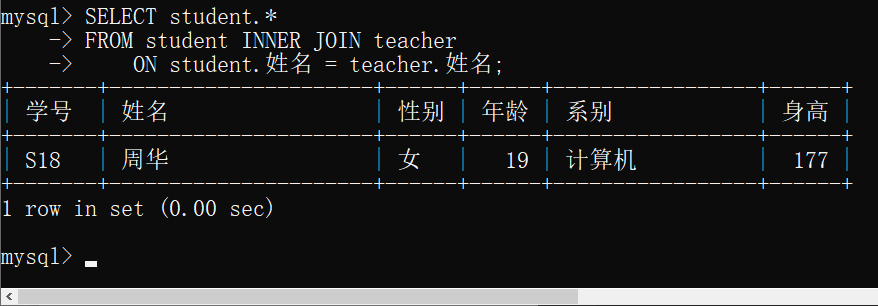 mysql> SELECT student.*
    -> FROM student INNER JOIN teacher
    ->     ON student.姓名 = teacher.姓名;
+------+----------------------+------+------+-----------------+------+
| 学号 | 姓名 | 性别 | 年龄 | 系别 | 身高 |
+------+----------------------+------+------+-----------------+------+
| S18 | 周华 | 女 | 19 | 计算机 | 177 |
+------+----------------------+------+------+-----------------+------+
1 row in set (0.00 sec)
mysql>